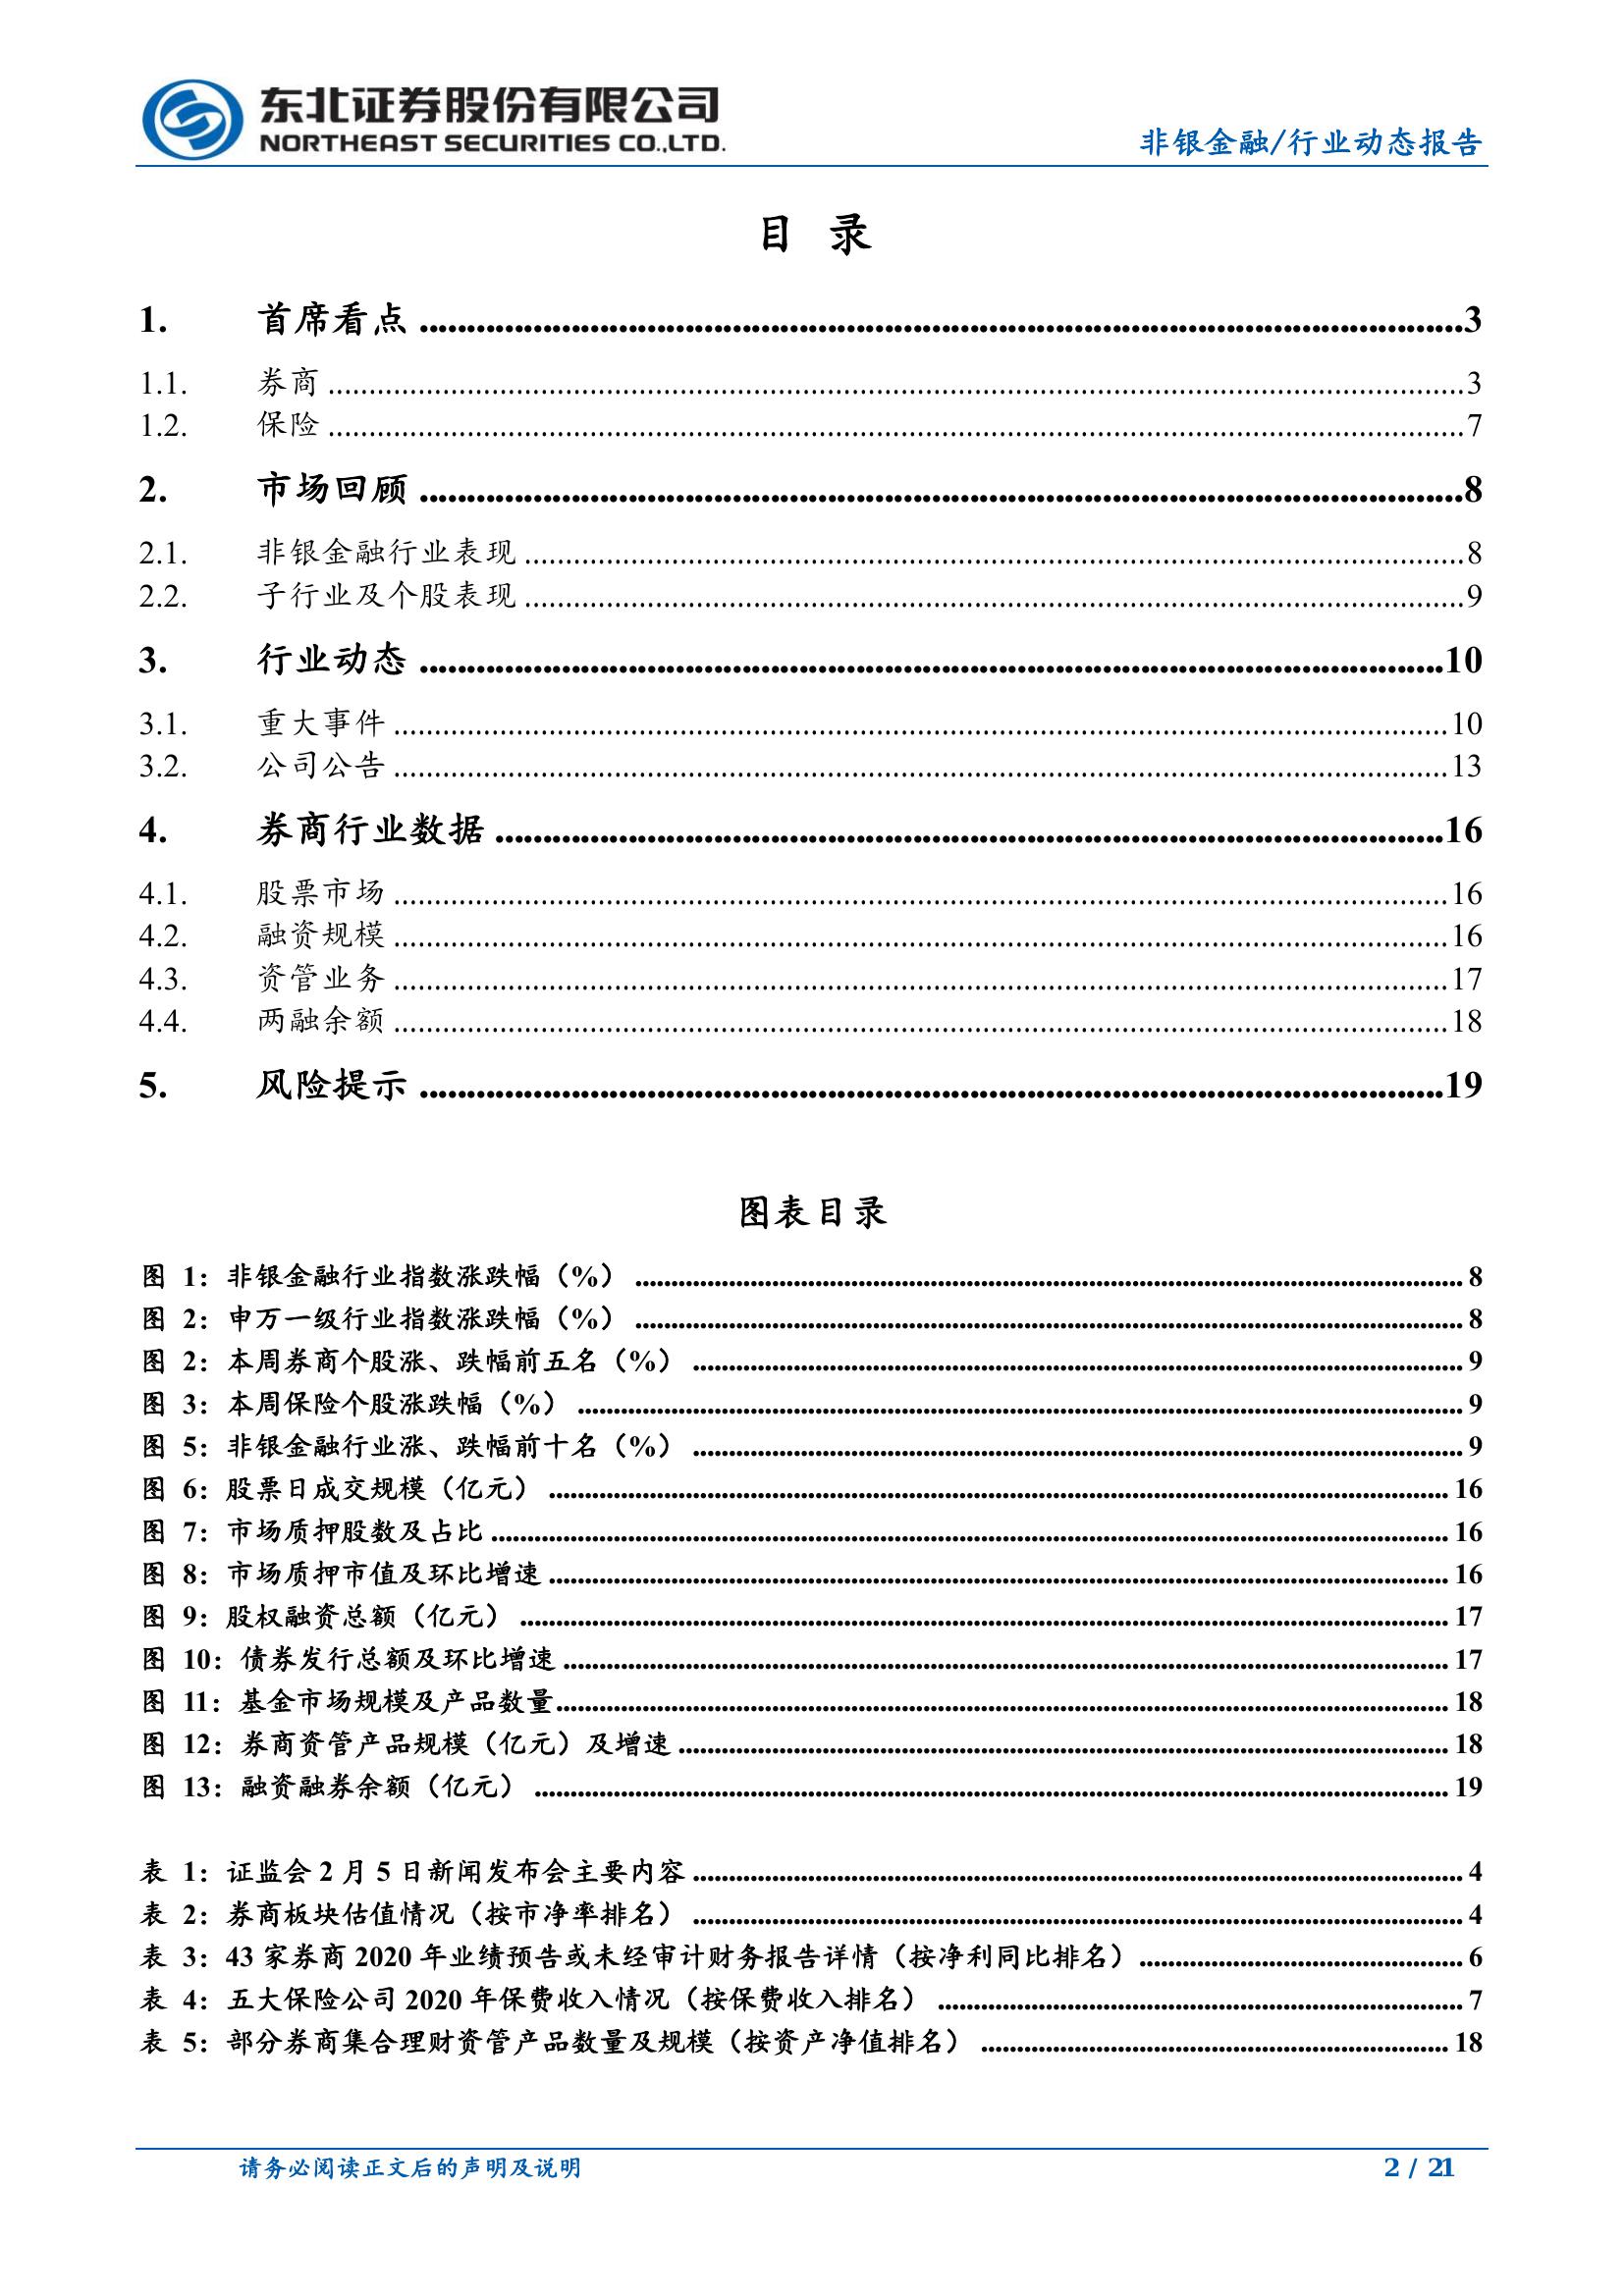 东北证券股份有限公司
NORTHEAST SECURITIES CO.,LTD.
非银金融/行业动态报告
目 录
1. 首席看点 3
1.1. 券商 3
1.2. 保险 7
2. 市场回顾 8
2.1. 非银金融行业表现 8
2.2. 子行业及个股表现 9
3. 行业动态 10
3.1. 重大事件 10
3.2. 公司公告 13
4. 券商行业数据 16
4.1. 股票市场 16
4.2. 融资规模 16
4.3. 资管业务 17
4.4. 两融余额 18
5. 风险提示 19
图表目录
图 1：非银金融行业指数涨跌幅（%） 8
图 2：申万一级行业指数涨跌幅（%） 8
图 2：本周券商个股涨、跌幅前五名（%） 9
图 3：本周保险个股涨跌幅（%） 9
图 5：非银金融行业涨、跌幅前十名（%） 9
图 6：股票日成交规模（亿元） 16
图 7：市场质押股数及占比 16
图 8：市场质押市值及环比增速 16
图 9：股权融资总额（亿元） 17
图 10：债券发行总额及环比增速 17
图 11：基金市场规模及产品数量 18
图 12：券商资管产品规模（亿元）及增速 18
图 13：融资融券余额（亿元） 19
表 1：证监会 2 月 5 日新闻发布会主要内容 4
表 2：券商板块估值情况（按市净率排名） 4
表 3：43 家券商 2020 年业绩预告或未经审计财务报告详情（按净利同比排名） 6
表 4：五大保险公司 2020 年保费收入情况（按保费收入排名） 7
表 5：部分券商集合理财资管产品数量及规模（按资产净值排名） 18
请务必阅读正文后的声明及说明
2 / 21